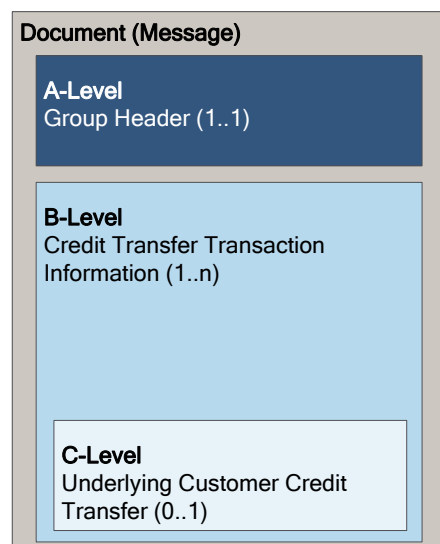 Document (Message)
A-Level
Group Header (1..1)
B-Level
Credit Transfer Transaction
Information (1..n)
C-Level
Underlying Customer Credit
Transfer (0..1)